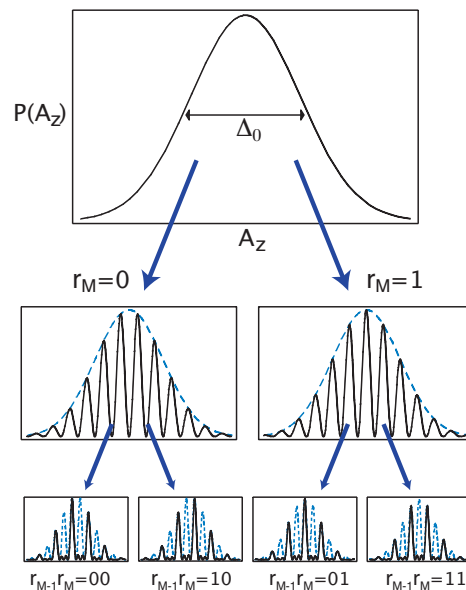 P(A_Z)
Δ₀
A_Z
r_M=0 r_M=1
r_{M-1}r_M=00 r_{M-1}r_M=10 r_{M-1}r_M=01 r_{M-1}r_M=11